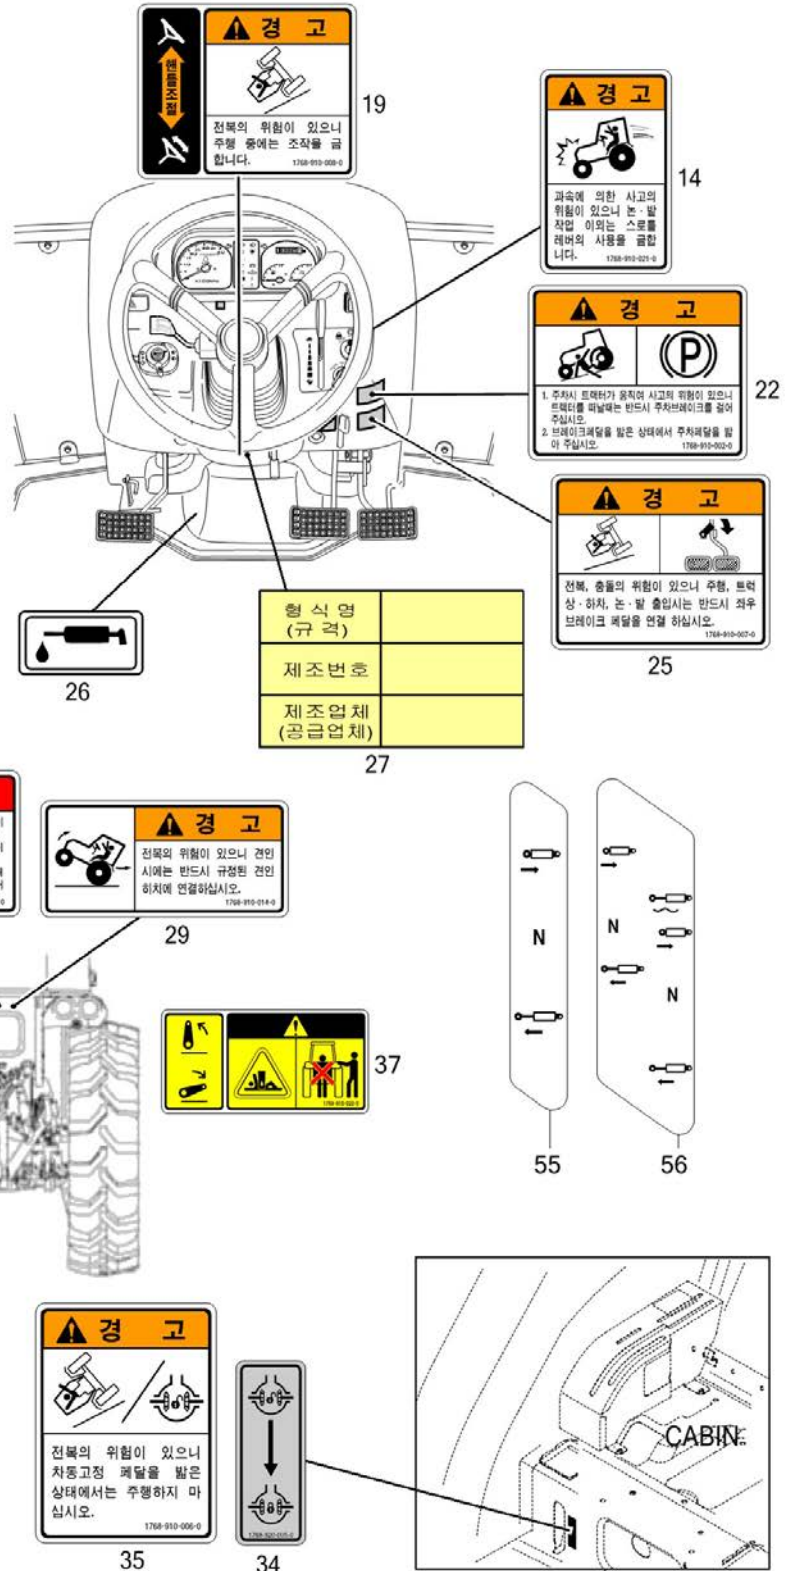 경 고
핸들조절
전복의 위험이 있으니
주행 중에는 조작을 금
합니다.
1768-910-008-0
19
경 고
과속에 의한 사고의
위험이 있으니 논·밭
작업 이외는 스로틀
레버의 사용을 금합
니다.
1768-910-021-0
14
경 고
P
1. 주차시 트랙터가 움직여 사고의 위험이 있으니
트랙터를 떠날때는 반드시 주차브레이크를 걸어
주십시오.
2. 브레이크페달을 밟은 상태에서 주차페달을 밟
아 주십시오.
1768-910-002-0
22
경 고
전복, 충돌의 위험이 있으니 주행, 트럭
상·하차, 논·밭 출입시는 반드시 좌우
브레이크 페달을 연결 하십시오.
1768-910-007-0
25
26
형 식 명
(규 격)
제조번호
제조업체
(공급업체)
27
경 고
전복의 위험이 있으니 견인
시에는 반드시 규정된 견인
히치에 연결하십시오.
1768-910-014-0
29
37
N
55
N
N
56
경 고
전복의 위험이 있으니
차동고정 페달을 밟은
상태에서는 주행하지 마
십시오.
1768-910-006-0
35
34
CABIN